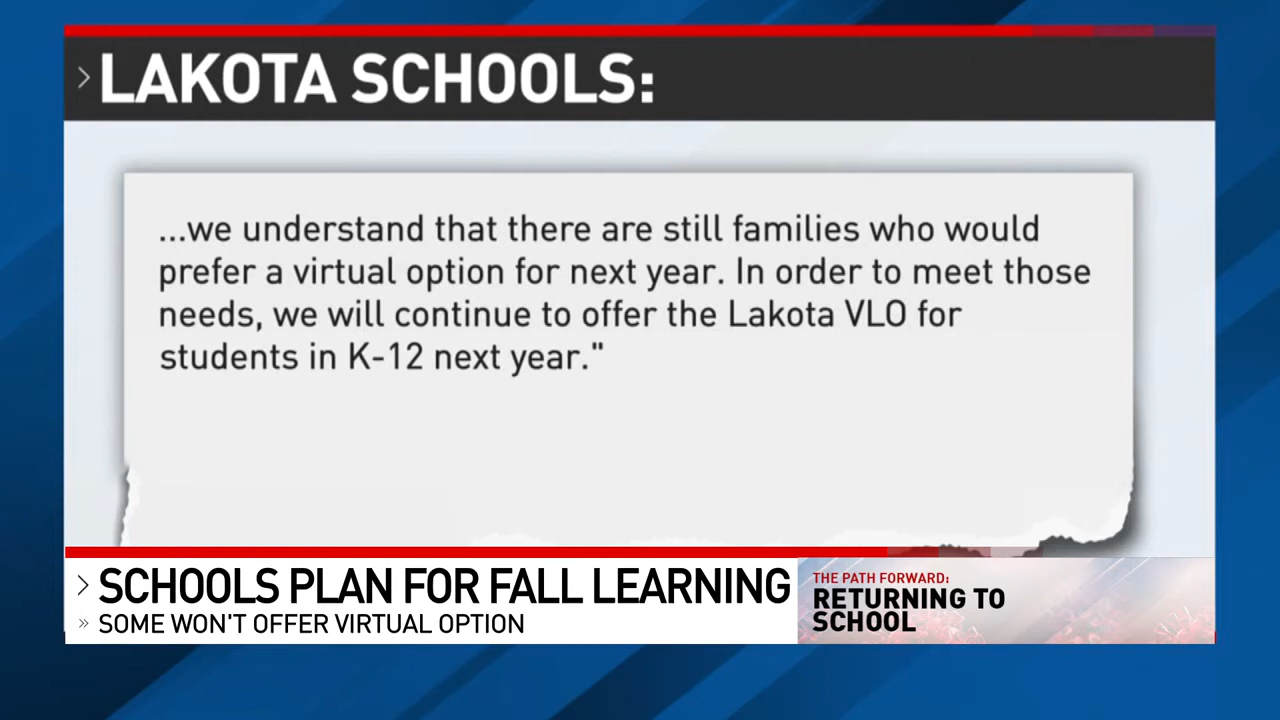 > LAKOTA SCHOOLS:
...we understand that there are still families who would
prefer a virtual option for next year. In order to meet those
needs, we will continue to offer the Lakota VLO for
students in K-12 next year."
> SCHOOLS PLAN FOR FALL LEARNING
» SOME WON'T OFFER VIRTUAL OPTION
THE PATH FORWARD:
RETURNING TO
SCHOOL